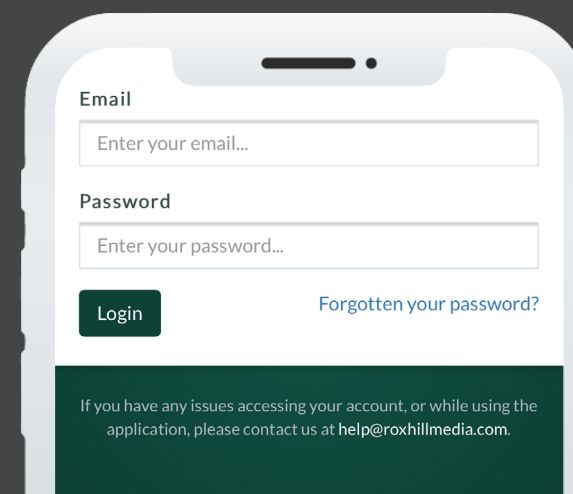 Email
Enter your email...
Password
Enter your password...
Login
Forgotten your password?
If you have any issues accessing your account, or while using the
application, please contact us at help@roxhillmedia.com.